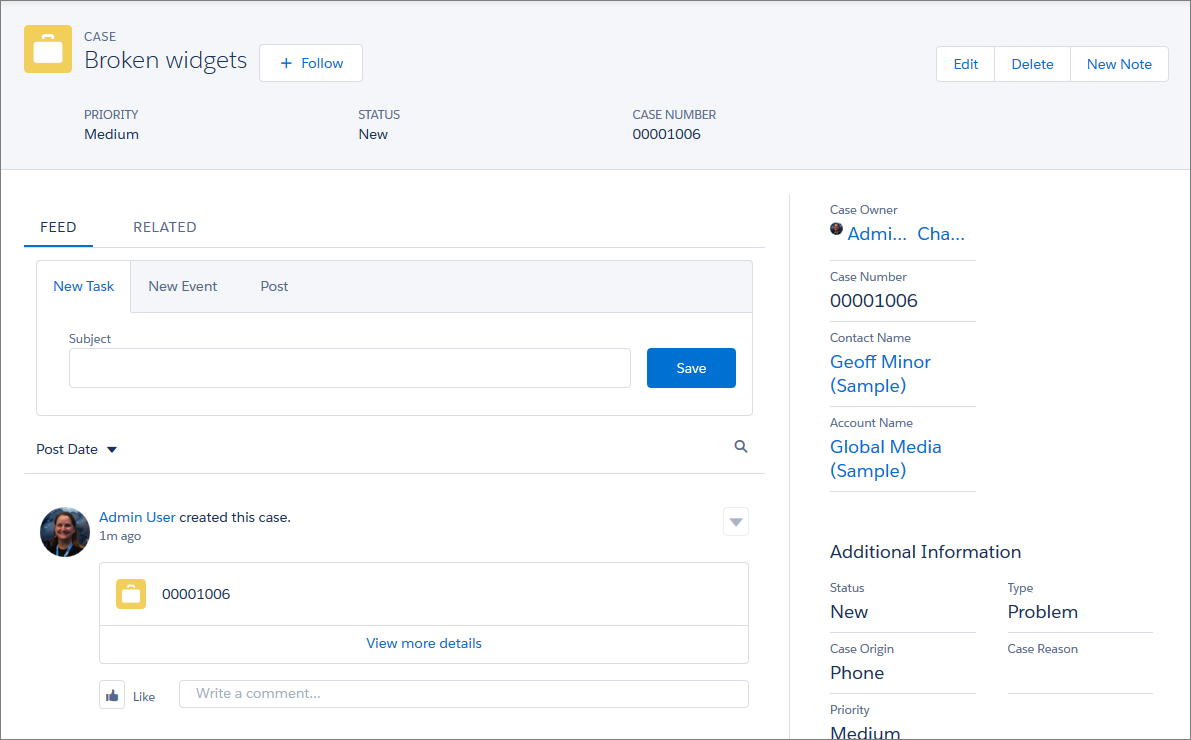 CASE
Broken widgets
+ Follow
Edit
Delete
New Note
PRIORITY
Medium
STATUS
New
CASE NUMBER
00001006
FEED
RELATED
New Task
New Event
Post
Subject
Save
Post Date
Admin User created this case.
1m ago
00001006
View more details
Like
Write a comment...
Case Owner
Admi... Cha...
Case Number
00001006
Contact Name
Geoff Minor
(Sample)
Account Name
Global Media
(Sample)
Additional Information
Status
New
Type
Problem
Case Origin
Phone
Case Reason
Priority
Medium